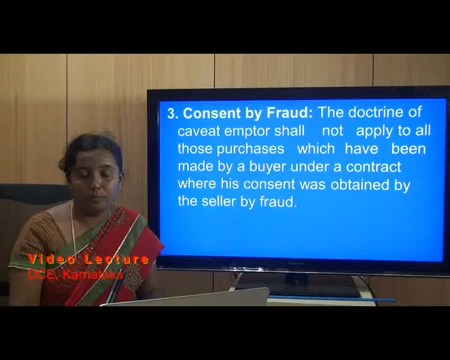 3. Consent by Fraud: The doctrine of
caveat emptor shall not apply to all
those purchases which have been
made by a buyer under a contract
where his consent was obtained by
the seller by fraud.
Video Lecture
DCE, Karnataka